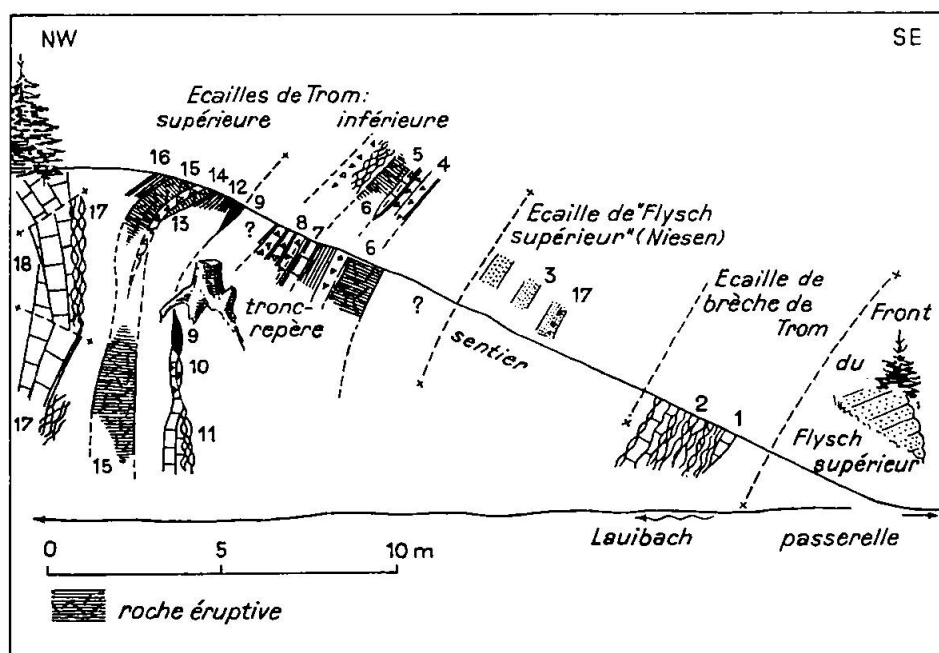 NW
SE
Ecailles de Trom:
supérieure
inférieure
5
4
16
15
14
12
9
13
6
8
7
6
?
17
18
Ecaille de "Flysch
supérieur" (Niesen)
3
17
?
tronc-
repère
sentier
Ecaille de
brèche de
Trom
Front
du
Flysch
supérieur
9
10
11
17
15
2
1
Lauibach
passerelle
0
5
10 m
roche éruptive